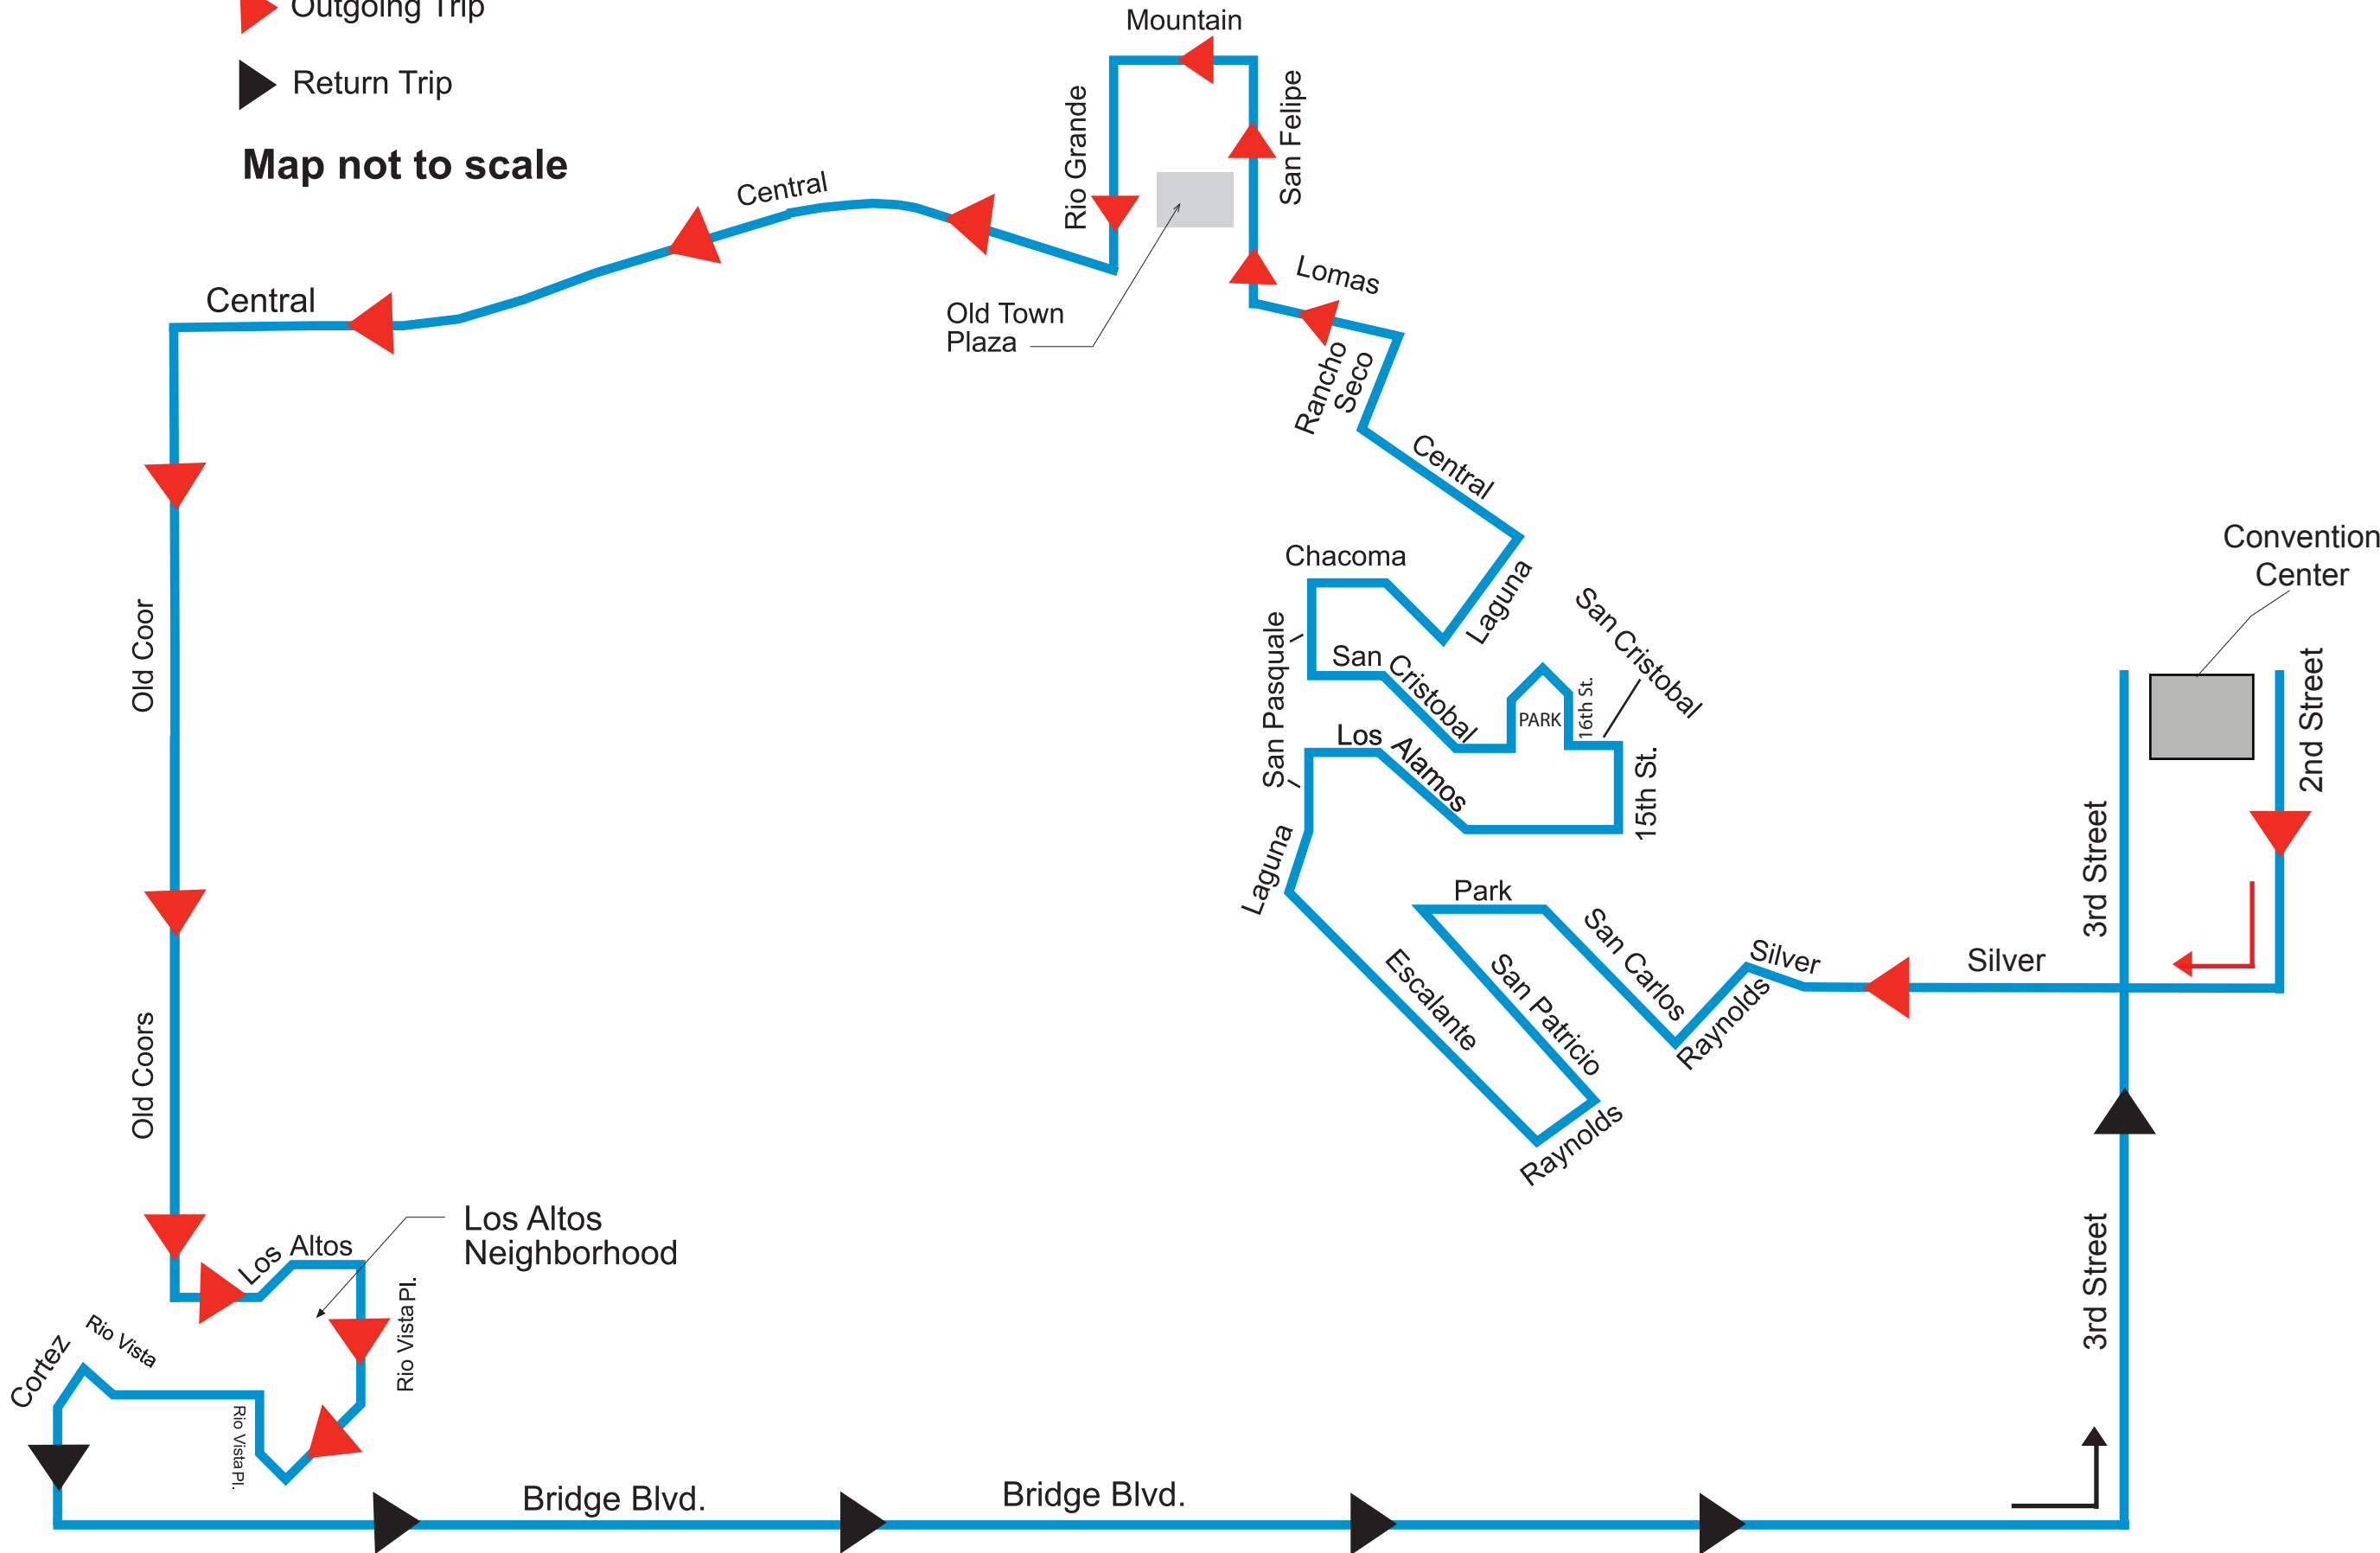 Outgoing Trip
Return Trip
Map not to scale
Mountain
Rio Grande
San Felipe
Central
Central
Lomas
Old Town
Plaza
Rancho
Seco
Central
Convention
Center
Chacoma
Laguna
San Cristobal
San Pasquale
San Cristobal
PARK
16th St.
2nd Street
Old Coor
Los Alamos
15th St.
3rd Street
Laguna
Park
San Carlos
Silver
Silver
Escalante
San Patricio
Raynolds
Raynolds
Old Coors
Los Altos
Neighborhood
Los Altos
Rio Vista Pl.
3rd Street
Rio Vista
Cortez
Rio Vista Pl.
Bridge Blvd.
Bridge Blvd.